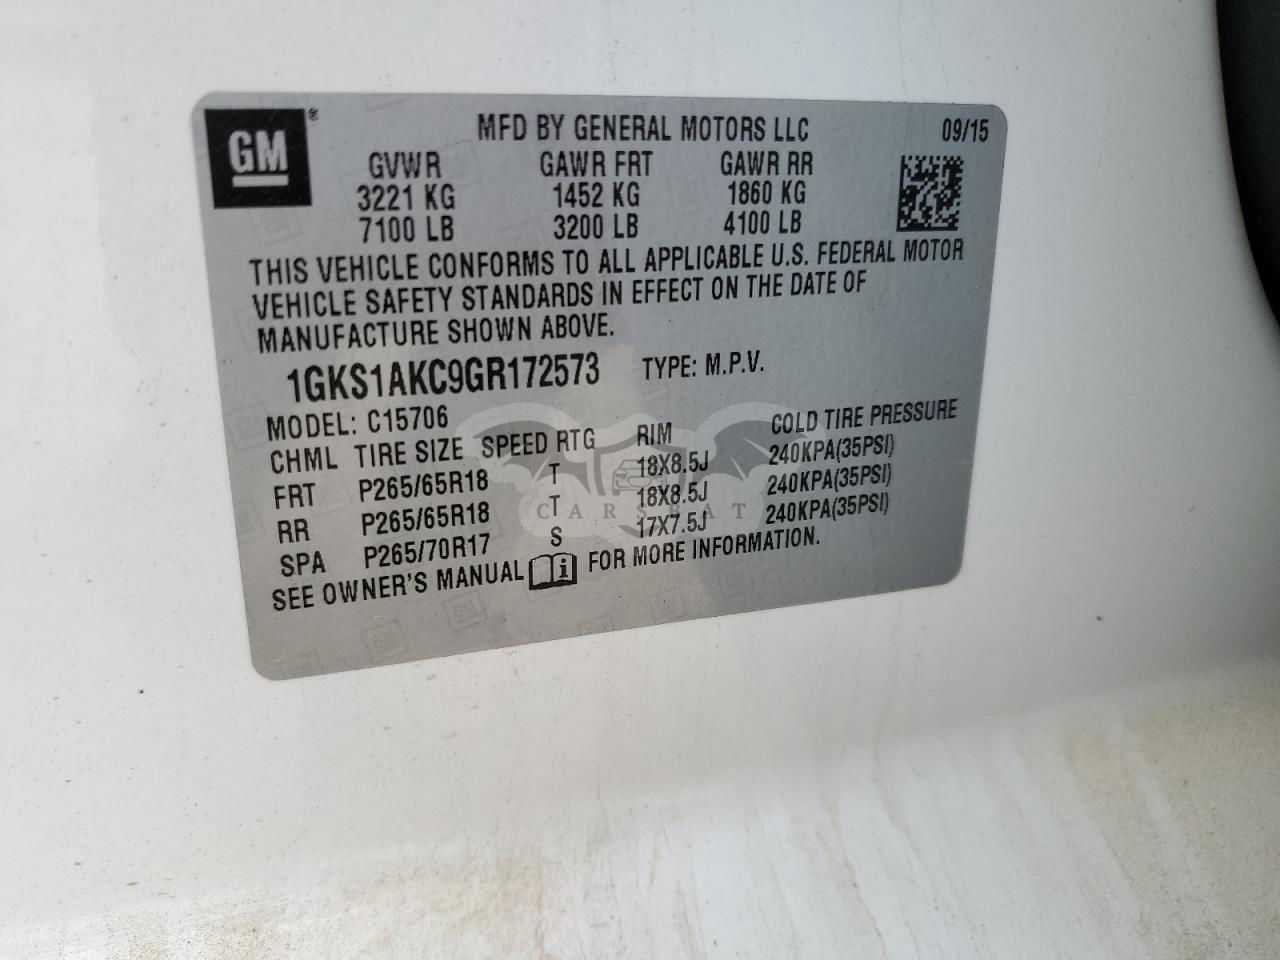 GM ®
MFD BY GENERAL MOTORS LLC 09/15
GVWR GAWR FRT GAWR RR
3221 KG 1452 KG 1860 KG
7100 LB 3200 LB 4100 LB
THIS VEHICLE CONFORMS TO ALL APPLICABLE U.S. FEDERAL MOTOR
VEHICLE SAFETY STANDARDS IN EFFECT ON THE DATE OF
MANUFACTURE SHOWN ABOVE.
1GKS1AKC9GR172573 TYPE: M.P.V.
MODEL: C15706
CHML TIRE SIZE SPEED RTG RIM COLD TIRE PRESSURE
FRT P265/65R18 T 18X8.5J 240KPA(35PSI)
RR P265/65R18 T 18X8.5J 240KPA(35PSI)
SPA P265/70R17 S 17X7.5J 240KPA(35PSI)
SEE OWNER'S MANUAL i FOR MORE INFORMATION.
CARSBAT